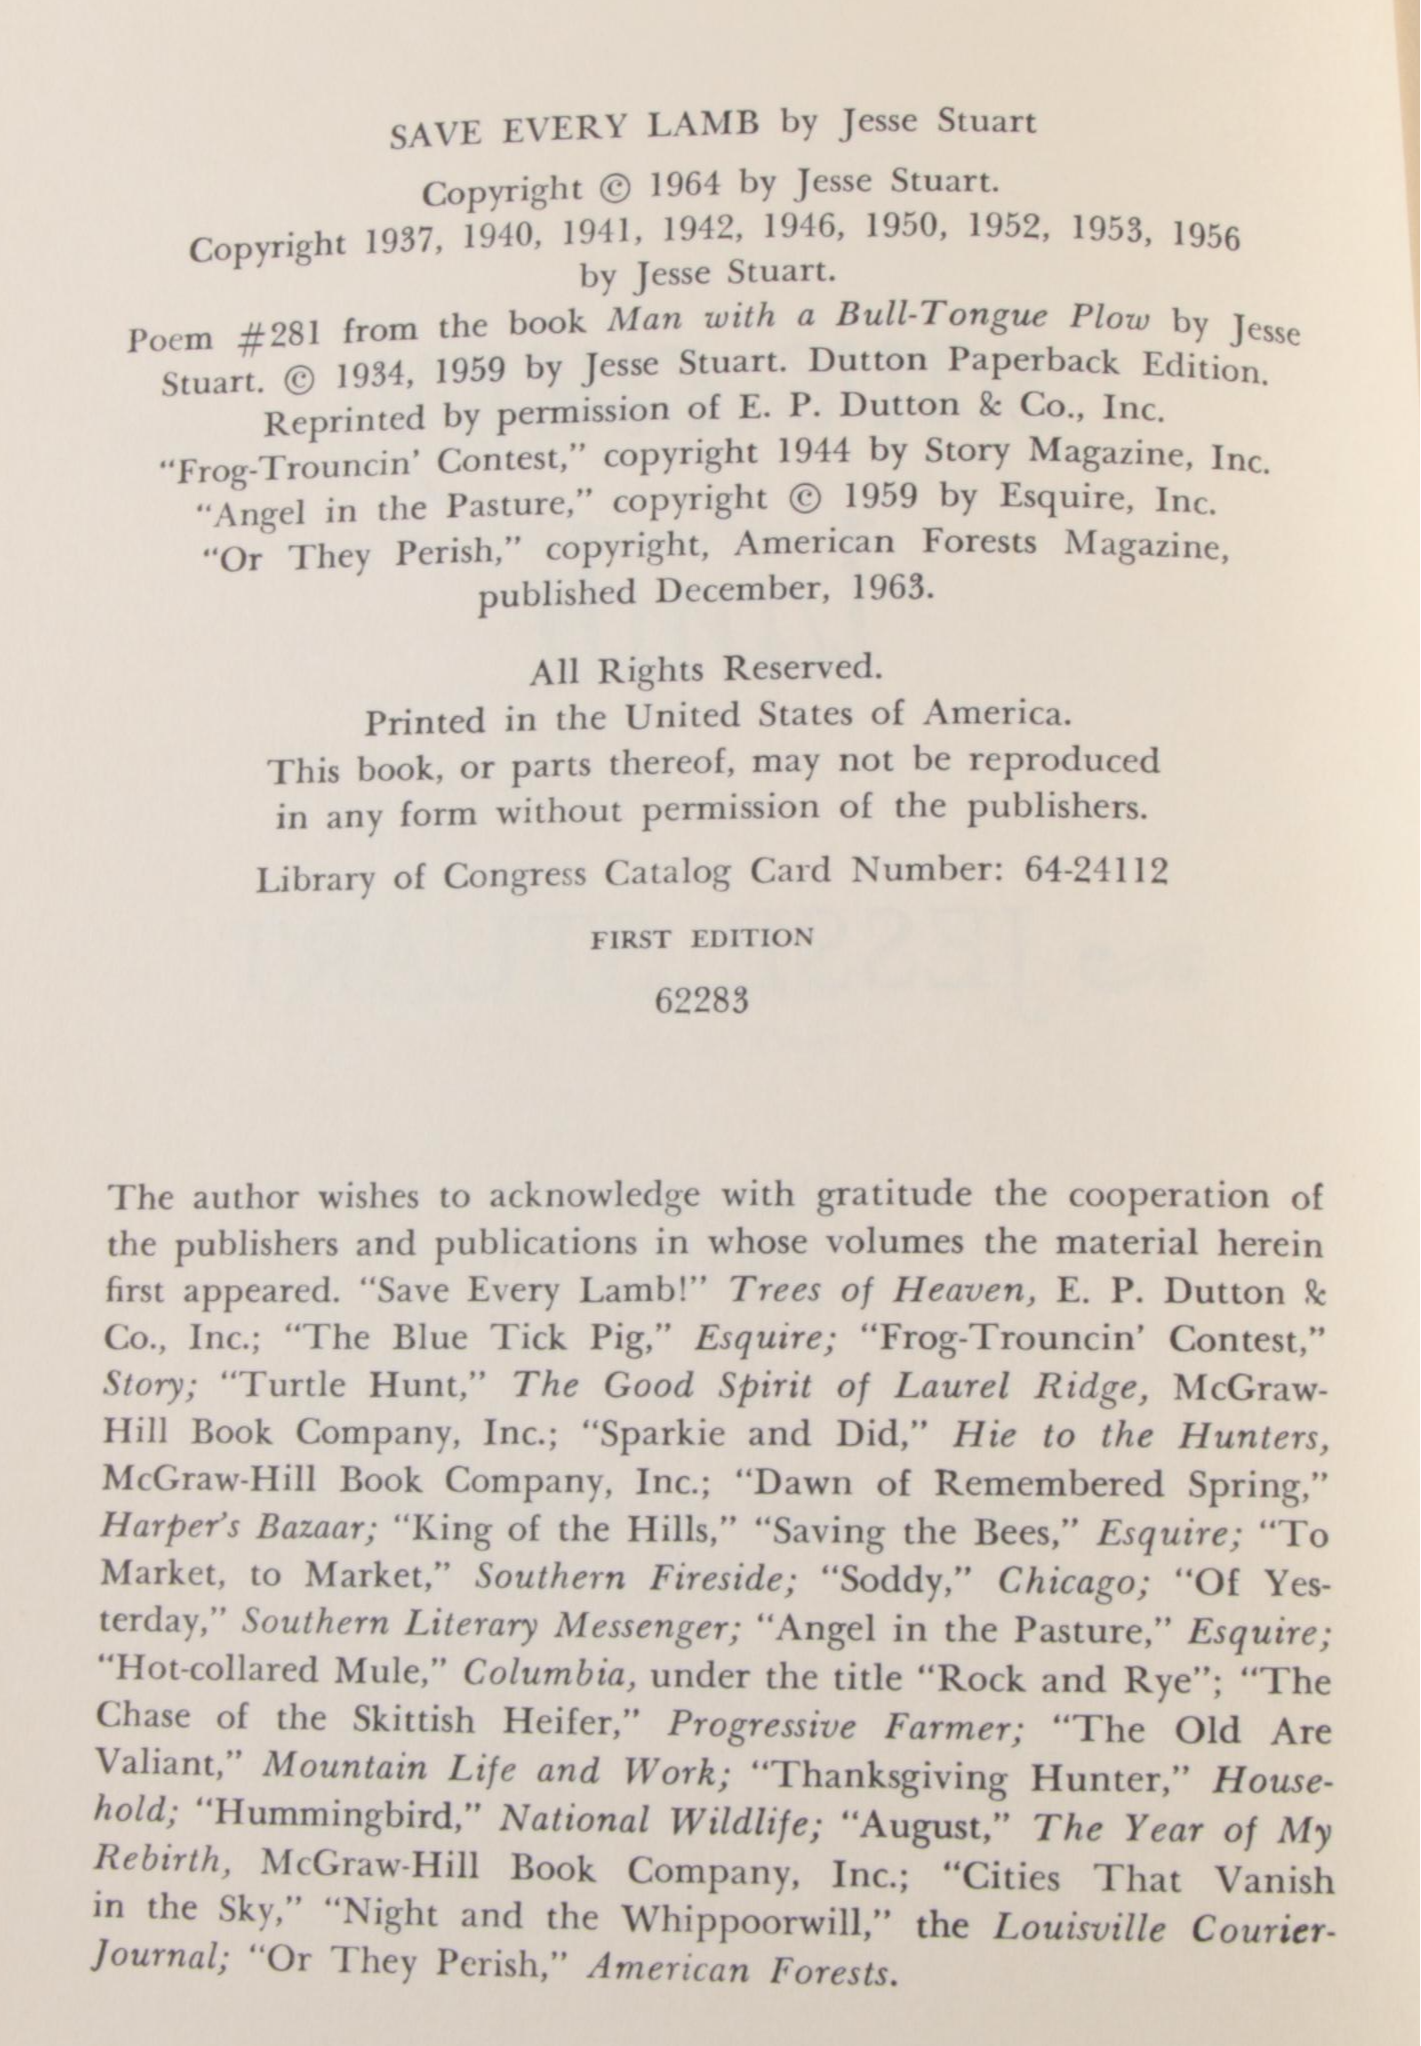 SAVE EVERY LAMB by Jesse Stuart
Copyright © 1964 by Jesse Stuart.
Copyright 1937, 1940, 1941, 1942, 1946, 1950, 1952, 1953, 1956
by Jesse Stuart.
Poem #281 from the book Man with a Bull-Tongue Plow by Jesse
Stuart. © 1934, 1959 by Jesse Stuart. Dutton Paperback Edition.
Reprinted by permission of E. P. Dutton & Co., Inc.
“Frog-Trouncin’ Contest,” copyright 1944 by Story Magazine, Inc.
“Angel in the Pasture,” copyright © 1959 by Esquire, Inc.
“Or They Perish,” copyright, American Forests Magazine,
published December, 1963.
All Rights Reserved.
Printed in the United States of America.
This book, or parts thereof, may not be reproduced
in any form without permission of the publishers.
Library of Congress Catalog Card Number: 64-24112
FIRST EDITION
62283
The author wishes to acknowledge with gratitude the cooperation of
the publishers and publications in whose volumes the material herein
first appeared. “Save Every Lamb!” Trees of Heaven, E. P. Dutton &
Co., Inc.; “The Blue Tick Pig,” Esquire; “Frog-Trouncin’ Contest,”
Story; “Turtle Hunt,” The Good Spirit of Laurel Ridge, McGraw-
Hill Book Company, Inc.; “Sparkie and Did,” Hie to the Hunters,
McGraw-Hill Book Company, Inc.; “Dawn of Remembered Spring,”
Harper’s Bazaar; “King of the Hills,” “Saving the Bees,” Esquire; “To
Market, to Market,” Southern Fireside; “Soddy,” Chicago; “Of Yes-
terday,” Southern Literary Messenger; “Angel in the Pasture,” Esquire;
“Hot-collared Mule,” Columbia, under the title “Rock and Rye”; “The
Chase of the Skittish Heifer,” Progressive Farmer; “The Old Are
Valiant,” Mountain Life and Work; “Thanksgiving Hunter,” House-
hold; “Hummingbird,” National Wildlife; “August,” The Year of My
Rebirth, McGraw-Hill Book Company, Inc.; “Cities That Vanish
in the Sky,” “Night and the Whippoorwill,” the Louisville Courier-
Journal; “Or They Perish,” American Forests.